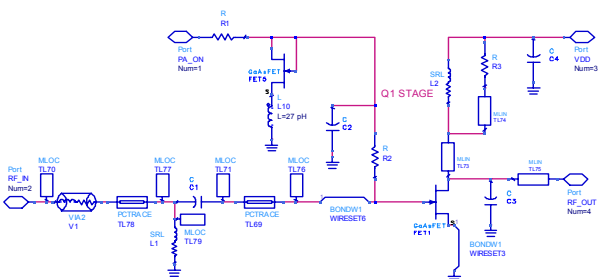 R
R1
Port
PA_ON
Num=1
GaAsFET
FET5
L
L10
L=27 pH
C
C2
Q1 STAGE
SRL
L2
R
R3
C
C4
Port
VDD
Num=3
MLIN
TL74
R
R2
MLIN
TL73
MLIN
TL75
Port
RF_OUT
Num=4
C
C3
GaAsFET
FET1
BONDW1
WIRESET3
Port
RF_IN
Num=2
MLOC
TL70
VIA2
V1
PCTRACE
TL78
MLOC
TL77
C
C1
SRL
L1
MLOC
TL79
MLOC
TL71
PCTRACE
TL69
MLOC
TL76
BONDW1
WIRESET6